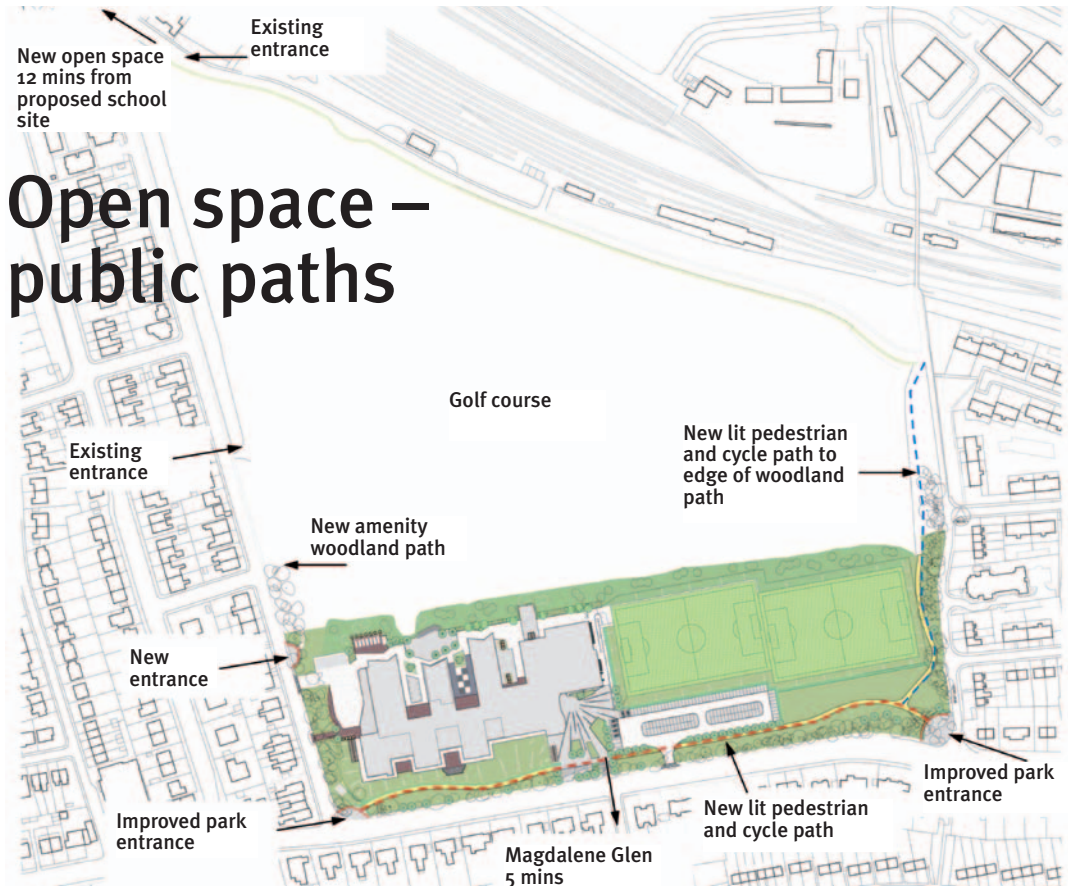 Existing
entrance
New open space
12 mins from
proposed school
site
Open space –
public paths
Golf course
Existing
entrance
New lit pedestrian
and cycle path to
edge of woodland
path
New amenity
woodland path
New
entrance
Improved park
entrance
Improved park
entrance
New lit pedestrian
and cycle path
Magdalene Glen
5 mins